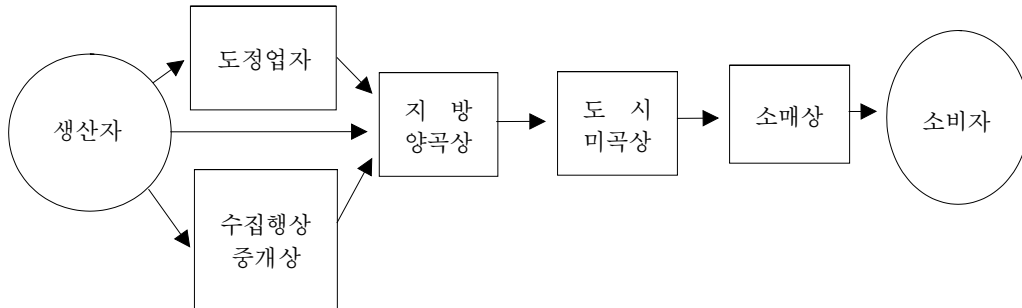 도정업자
생산자
수집행상
중개상
지 방
양곡상
도 시
미곡상
소매상
소비자